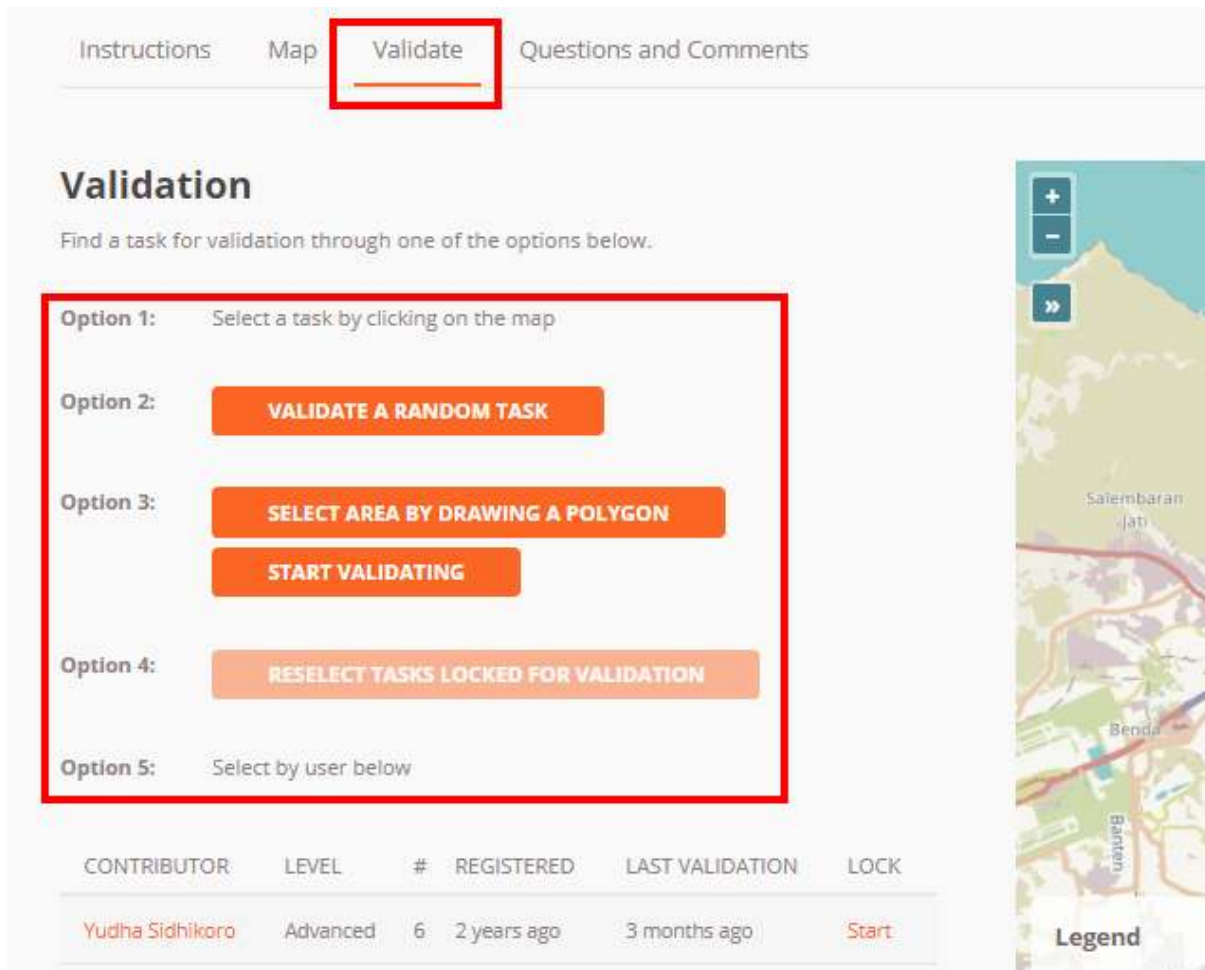 Instructions Map Validate Questions and Comments
Validation
Find a task for validation through one of the options below.
Option 1: Select a task by clicking on the map
Option 2: VALIDATE A RANDOM TASK
Option 3: SELECT AREA BY DRAWING A POLYGON
START VALIDATING
Option 4: RESELECT TASKS LOCKED FOR VALIDATION
Option 5: Select by user below
CONTRIBUTOR LEVEL # REGISTERED LAST VALIDATION LOCK
Yudha Sidhikoro Advanced 6 2 years ago 3 months ago Start
+
-
»
Salembaran
Jati
Benda
Banten
Legend